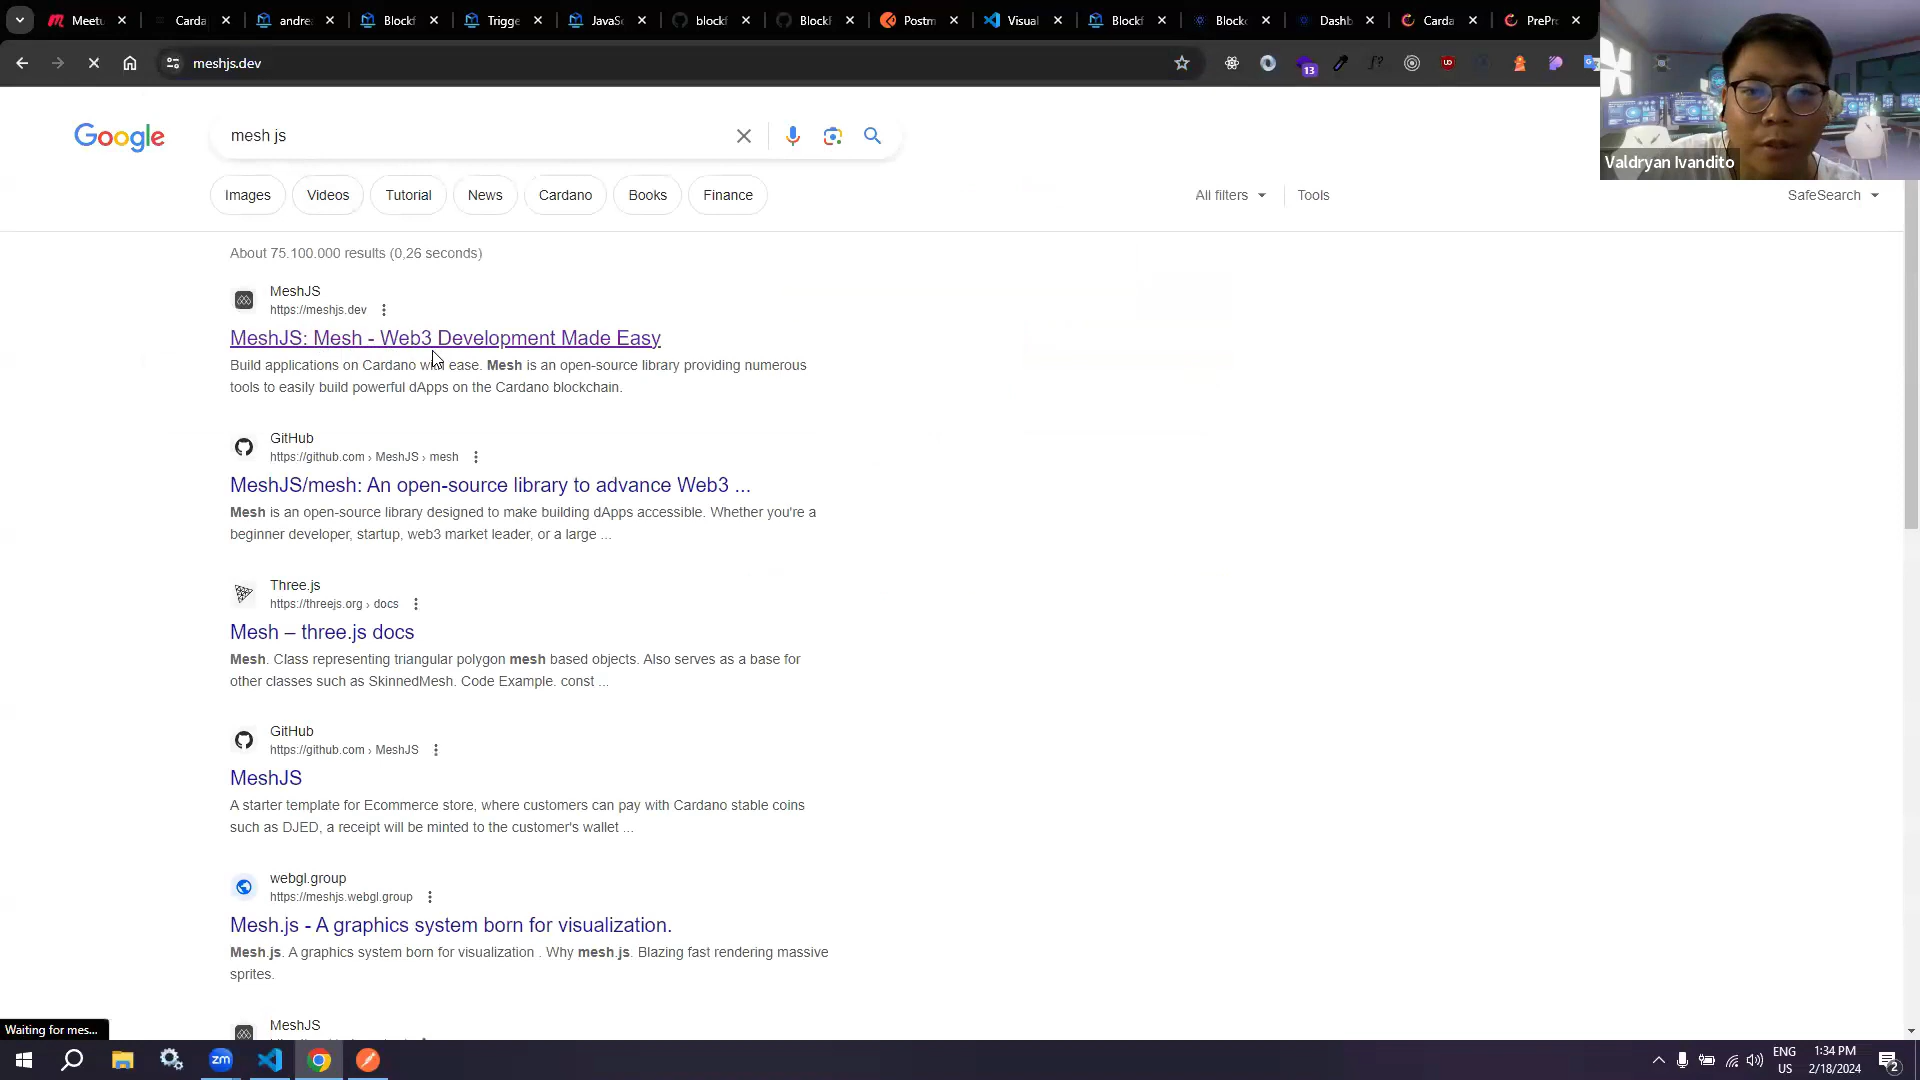 Meetu
Carda
andre
Blockf
Trigge
JavaSc
blockf
BlockF
Postm
Visual
Blockf
Blocko
Dashb
Carda
PrePr
meshjs.dev
13
Google
mesh js
Valdryan Ivandito
Images
Videos
Tutorial
News
Cardano
Books
Finance
All filters
Tools
SafeSearch
About 75.100.000 results (0,26 seconds)
MeshJS
https://meshjs.dev
MeshJS: Mesh - Web3 Development Made Easy
Build applications on Cardano with ease. Mesh is an open-source library providing numerous
tools to easily build powerful dApps on the Cardano blockchain.
GitHub
https://github.com › MeshJS › mesh
MeshJS/mesh: An open-source library to advance Web3 ...
Mesh is an open-source library designed to make building dApps accessible. Whether you're a
beginner developer, startup, web3 market leader, or a large ...
Three.js
https://threejs.org › docs
Mesh – three.js docs
Mesh. Class representing triangular polygon mesh based objects. Also serves as a base for
other classes such as SkinnedMesh. Code Example. const ...
GitHub
https://github.com › MeshJS
MeshJS
A starter template for Ecommerce store, where customers can pay with Cardano stable coins
such as DJED, a receipt will be minted to the customer's wallet ...
webgl.group
https://meshjs.webgl.group
Mesh.js - A graphics system born for visualization.
Mesh.js. A graphics system born for visualization . Why mesh.js. Blazing fast rendering massive
sprites.
MeshJS
Waiting for mes...
zm
ENG
US
1:34 PM
2/18/2024
2